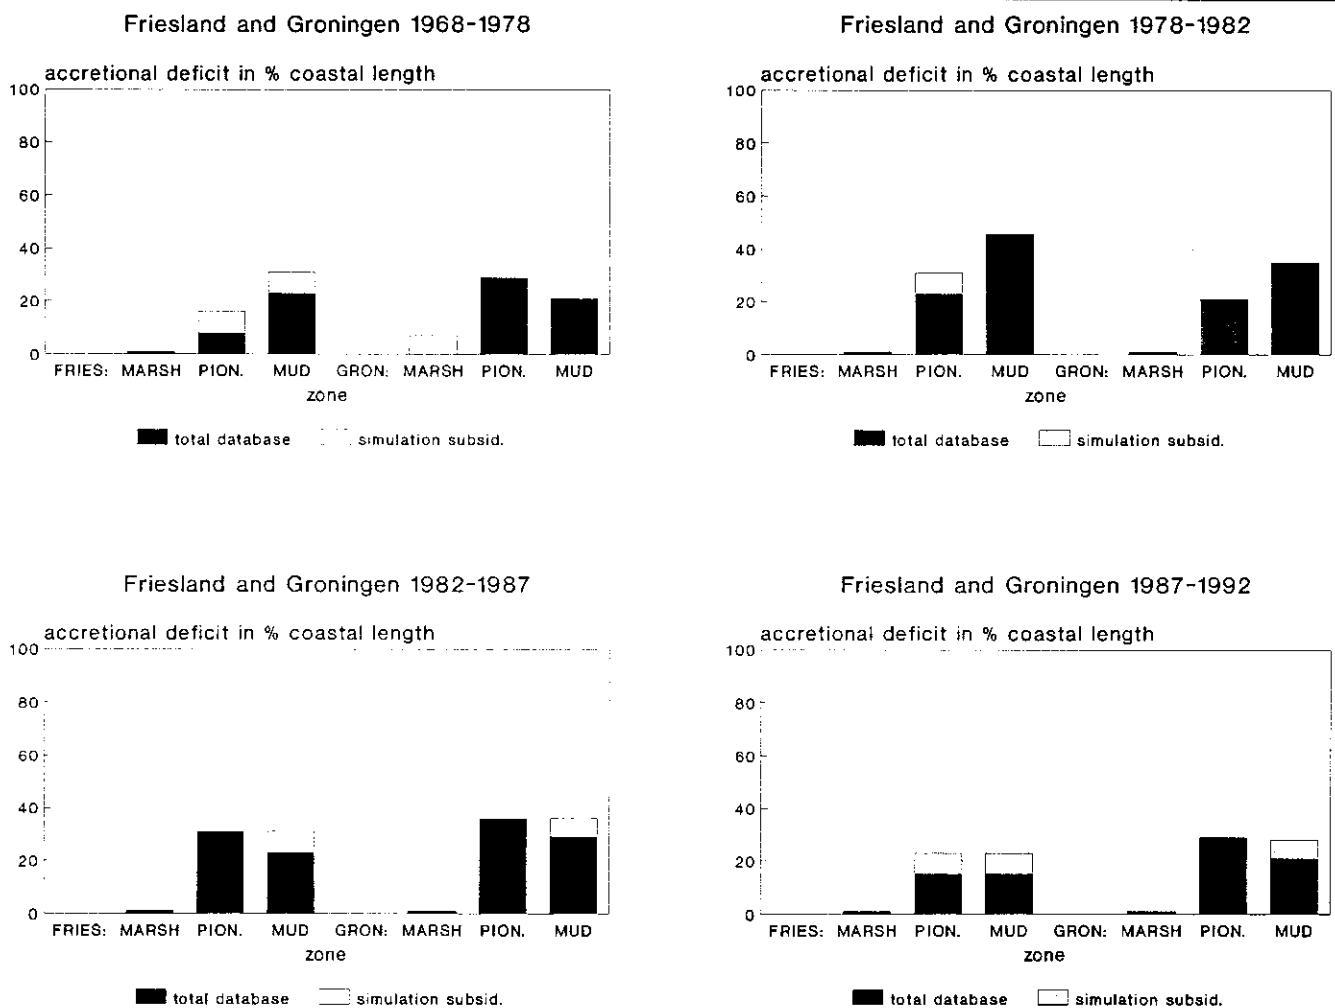 Friesland and Groningen 1968-1978
accretional deficit in % coastal length
100
80
60
40
20
0
FRIES: MARSH PION. MUD GRON: MARSH PION. MUD
zone
total database simulation subsid.
Friesland and Groningen 1978-1982
accretional deficit in % coastal length
100
80
60
40
20
0
FRIES: MARSH PION. MUD GRON: MARSH PION. MUD
zone
total database simulation subsid.
Friesland and Groningen 1982-1987
accretional deficit in % coastal length
100
80
60
40
20
0
FRIES: MARSH PION. MUD GRON: MARSH PION. MUD
zone
total database simulation subsid.
Friesland and Groningen 1987-1992
accretional deficit in % coastal length
100
80
60
40
20
0
FRIES: MARSH PION. MUD GRON: MARSH PION. MUD
zone
total database simulation subsid.